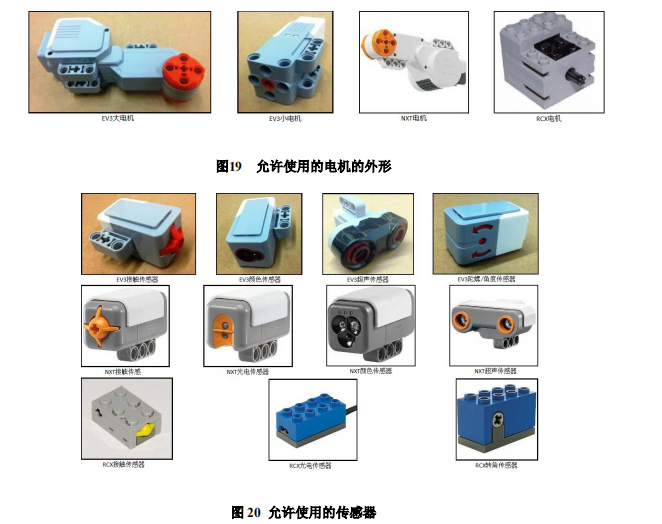 EV3大电机
EV3小电机
NXT电机
RCX电机
图19 允许使用的电机的外形
EV3接触传感器
EV3颜色传感器
EV3超声传感器
EV3陀螺/角度传感器
NXT接触传感
NXT光电传感器
NXT颜色传感器
NXT超声传感器
RCX接触传感器
RCX光电传感器
RCX转角传感器
图 20 允许使用的传感器